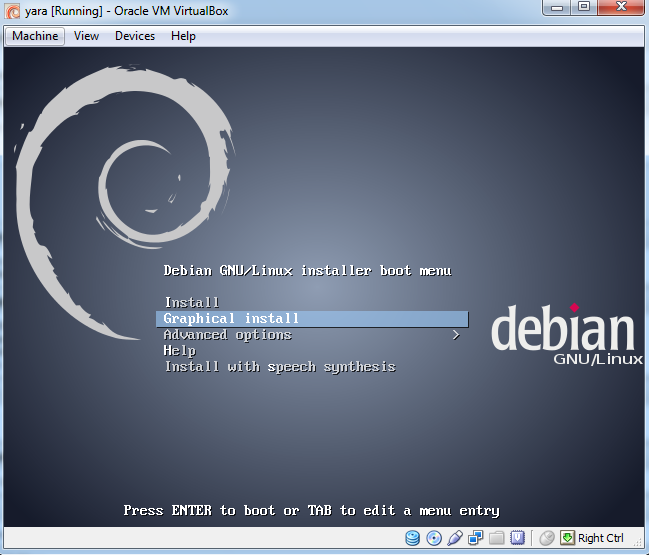 yara [Running] - Oracle VM VirtualBox
Machine View Devices Help
Debian GNU/Linux installer boot menu
Install
Graphical install
Advanced options >
Help
Install with speech synthesis
debian
GNU/Linux
Press ENTER to boot or TAB to edit a menu entry
Right Ctrl